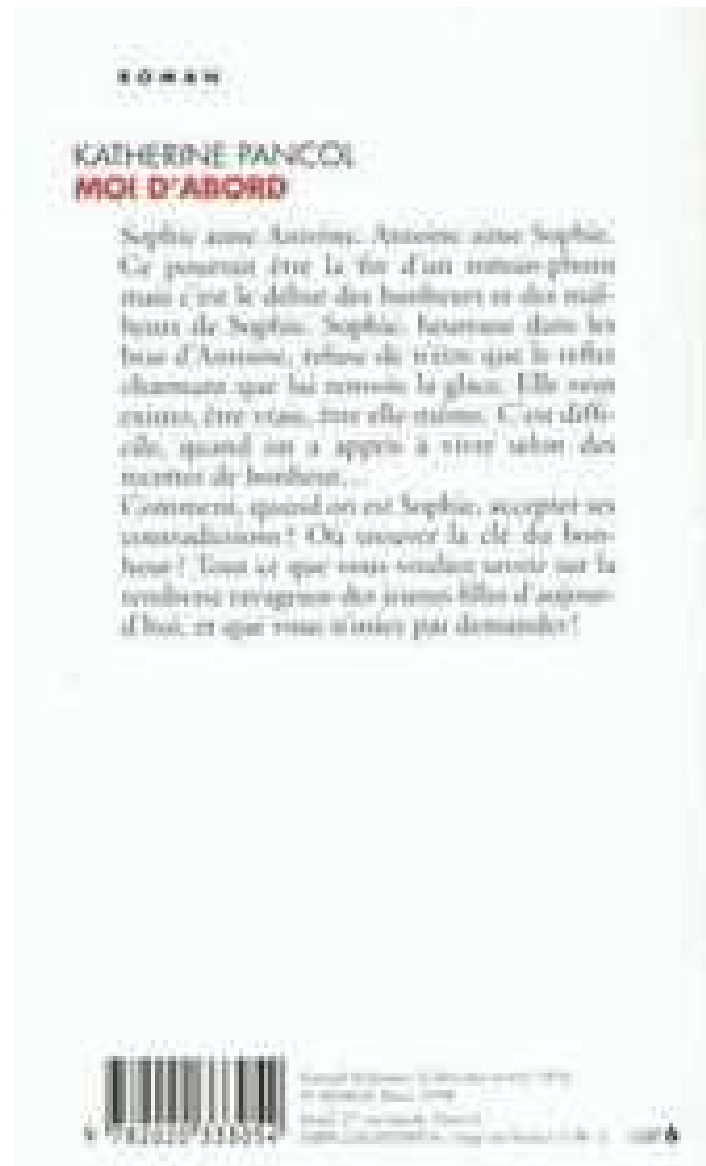 ROMAN
KATHERINE PANCOL
MOI D'ABORD
Sophie aime Antoine. Antoine aime Sophie.
Ce pourrait être la fin d'un roman-photo
mais c'est le début des bonheurs et des mal-
heurs de Sophie. Sophie, heureuse dans les
bras d'Antoine, refuse de n'être que le reflet
charmant que lui renvoie la glace. Elle veut
exister, être vraie, être elle-même. C'est diffi-
cile, quand on a appris à vivre selon des
recettes de bonheur...
Comment, quand on est Sophie, accepter ses
contradictions? Où trouver la clé du bon-
heur? Tout ce que vous vouliez savoir sur la
tendresse ravageuse des jeunes filles d'aujour-
d'hui, et que vous n'osiez pas demander!
9 782020
6